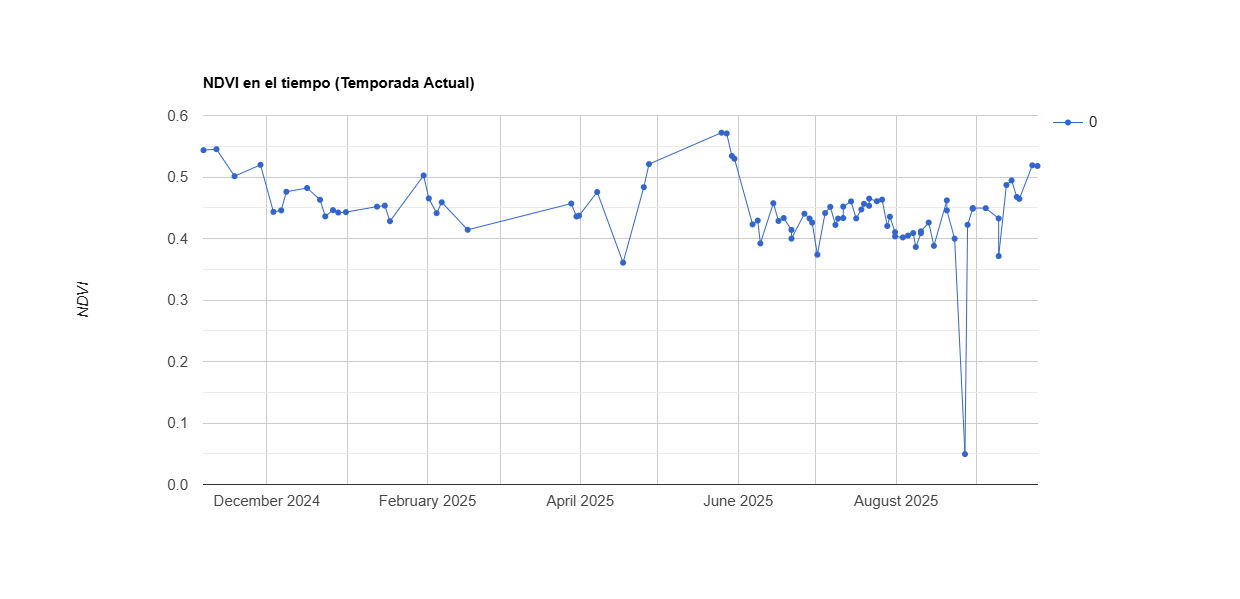 NDVI en el tiempo (Temporada Actual)
0.6
0.5
0.4
0.3
0.2
0.1
0.0
NDVI
December 2024
February 2025
April 2025
June 2025
August 2025
0